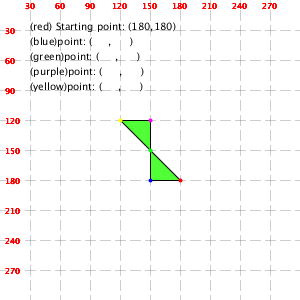 30 60 90 120 150 180 210 240 270
30
(red) Starting point: (180,180)
(blue)point: ( , )
(green)point: ( , )
60
(purple)point: ( , )
(yellow)point: ( , )
90
120
150
180
210
240
270